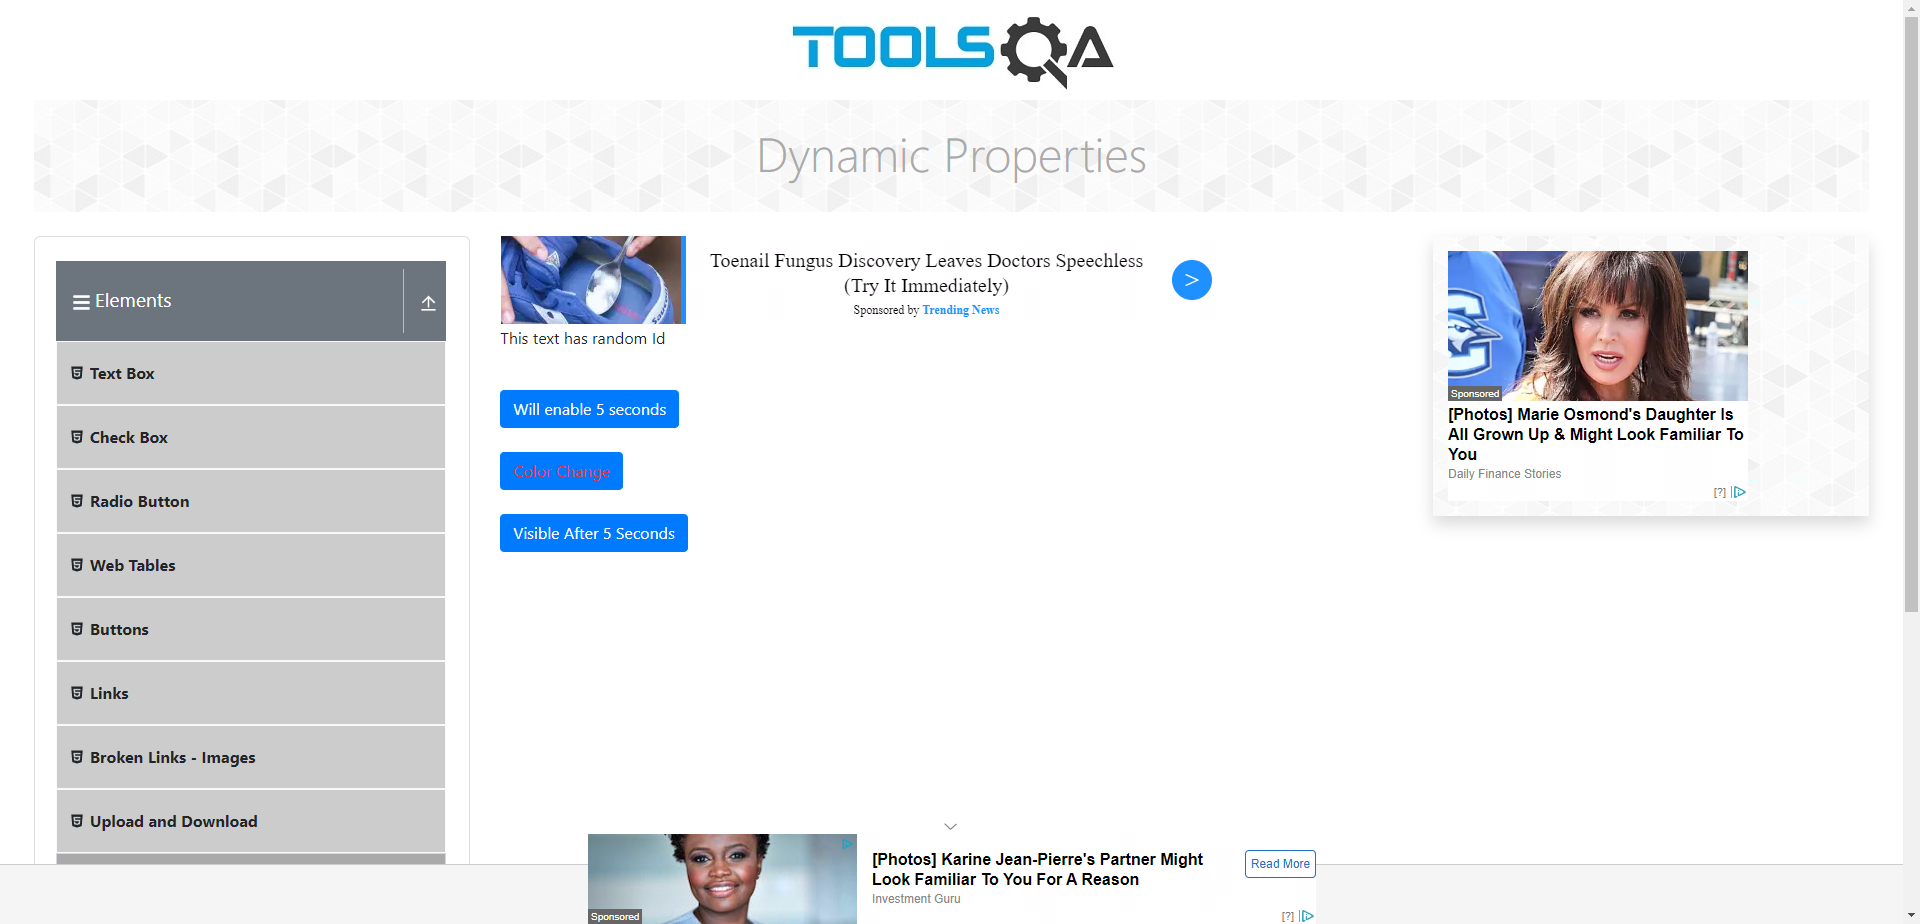 TOOLSQA
Dynamic Properties
Elements
Text Box
Check Box
Radio Button
Web Tables
Buttons
Links
Broken Links - Images
Upload and Download
Toenail Fungus Discovery Leaves Doctors Speechless
(Try It Immediately)
Sponsored by Trending News
>
This text has random Id
Will enable 5 seconds
Color Change
Visible After 5 Seconds
Sponsored
[Photos] Marie Osmond's Daughter Is
All Grown Up & Might Look Familiar To
You
Daily Finance Stories
[?]
Sponsored
[Photos] Karine Jean-Pierre's Partner Might
Look Familiar To You For A Reason
Investment Guru
Read More
[?]